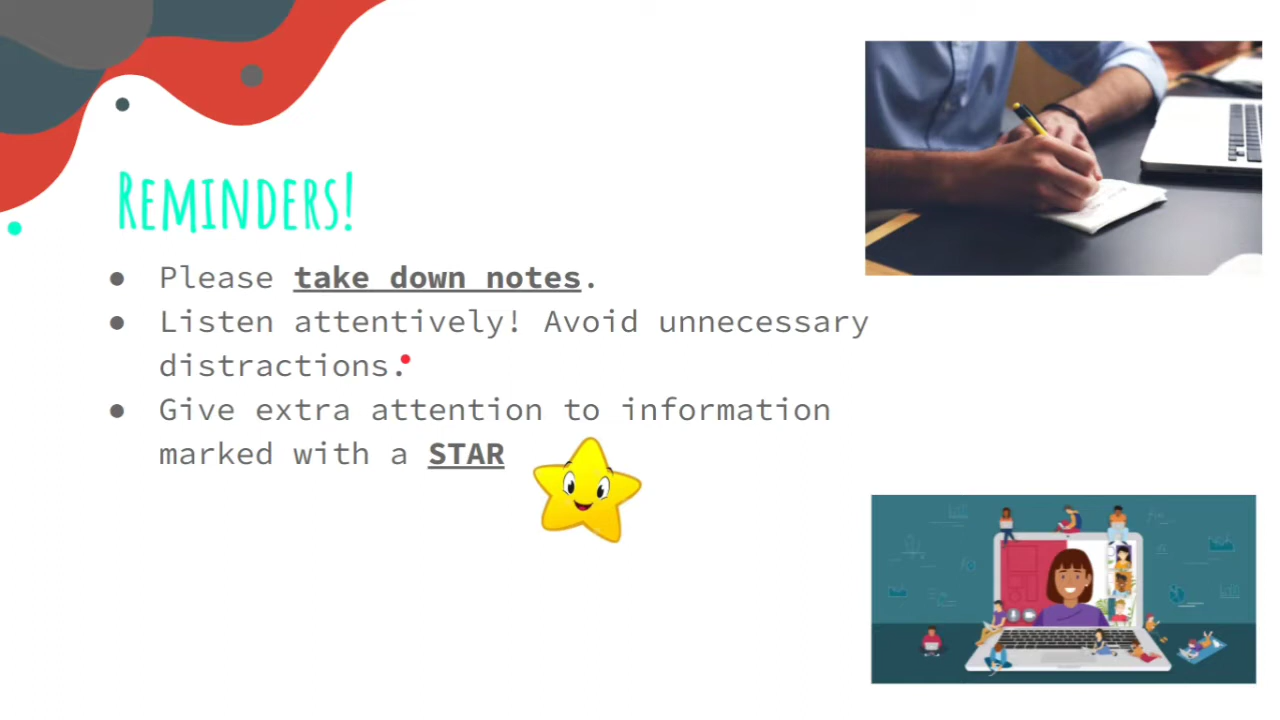 Reminders!
● Please take down notes.
● Listen attentively! Avoid unnecessary
distractions.
● Give extra attention to information
marked with a STAR